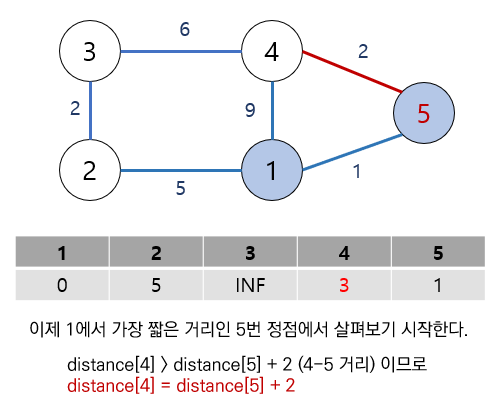 6
3
4
2
2
9
5
2
1
5
1
1 2 3 4 5
0 5 INF 3 1
이제 1에서 가장 짧은 거리인 5번 정점에서 살펴보기 시작한다.
distance[4] > distance[5] + 2 (4-5 거리) 이므로
distance[4] = distance[5] + 2